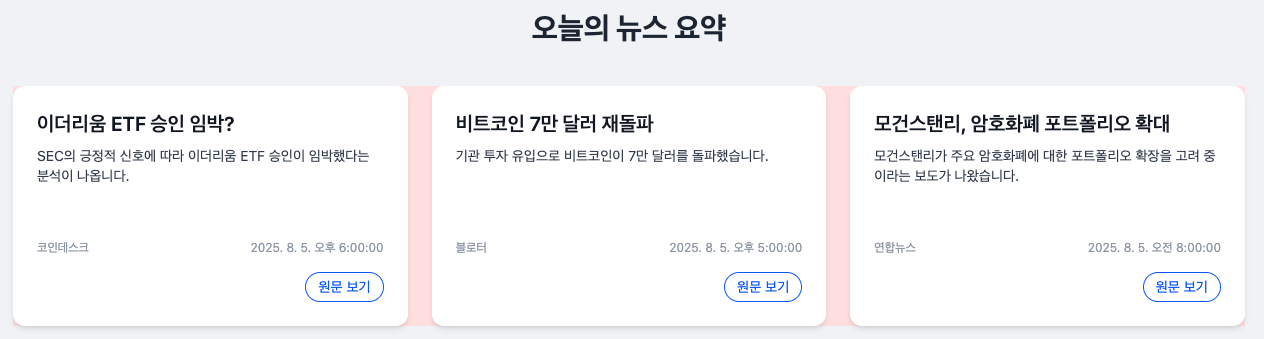 오늘의 뉴스 요약
이더리움 ETF 승인 임박?
SEC의 긍정적 신호에 따라 이더리움 ETF 승인이 임박했다는
분석이 나옵니다.
코인데스크 2025. 8. 5. 오후 6:00:00
원문 보기
비트코인 7만 달러 재돌파
기관 투자 유입으로 비트코인이 7만 달러를 돌파했습니다.
블로터 2025. 8. 5. 오후 5:00:00
원문 보기
모건스탠리, 암호화폐 포트폴리오 확대
모건스탠리가 주요 암호화폐에 대한 포트폴리오 확장을 고려 중
이라는 보도가 나왔습니다.
연합뉴스 2025. 8. 5. 오전 8:00:00
원문 보기